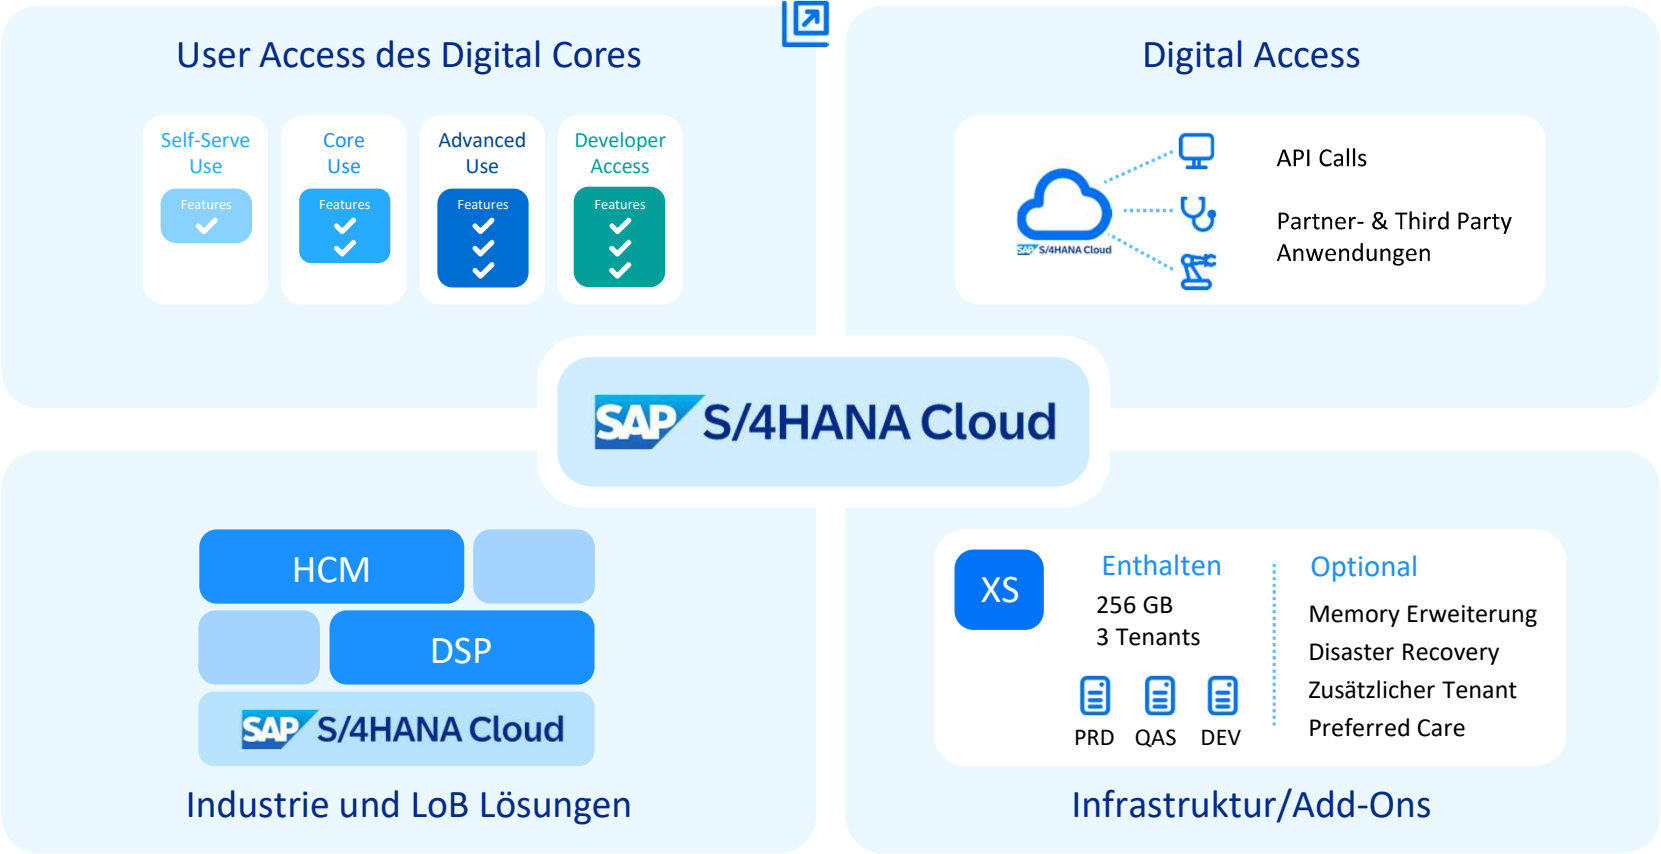 User Access des Digital Cores
Self-Serve
Use
Features
Core
Use
Features
Advanced
Use
Features
Developer
Access
Features
Digital Access
SAP S/4HANA Cloud
API Calls
Partner- & Third Party
Anwendungen
SAP S/4HANA Cloud
HCM
DSP
SAP S/4HANA Cloud
Industrie und LoB Lösungen
XS
Enthalten
256 GB
3 Tenants
PRD QAS DEV
Optional
Memory Erweiterung
Disaster Recovery
Zusätzlicher Tenant
Preferred Care
Infrastruktur/Add-Ons